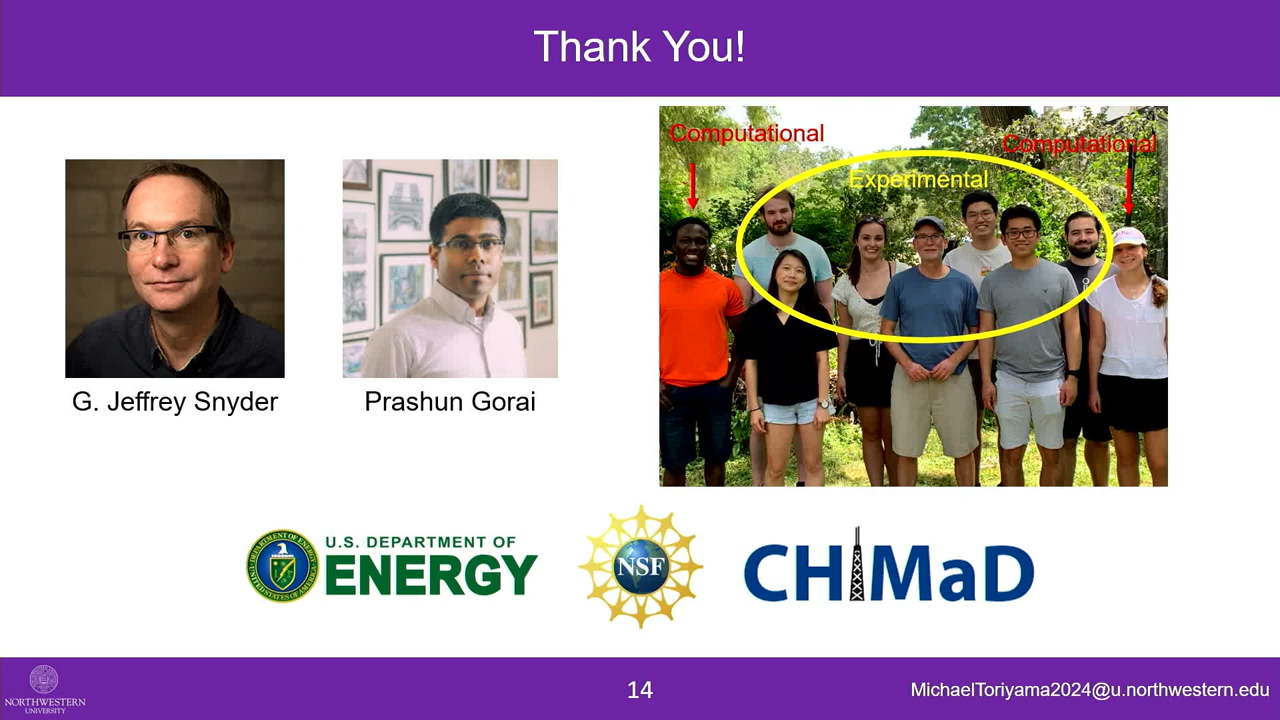 Thank You!
Computational
Computational
Experimental
G. Jeffrey Snyder
Prashun Gorai
U.S. DEPARTMENT OF
ENERGY
NSF
CHiMaD
NORTHWESTERN
UNIVERSITY
14
MichaelToriyama2024@u.northwestern.edu